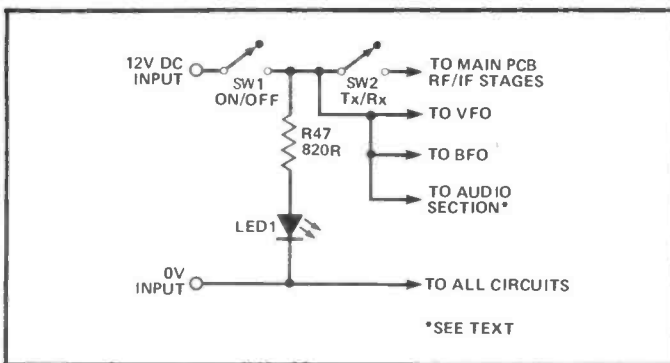 12V DC
INPUT
SW1
ON/OFF
SW2
Tx/Rx
TO MAIN PCB
RF/IF STAGES
TO VFO
TO BFO
TO AUDIO
SECTION*
R47
820R
LED1
0V
INPUT
TO ALL CIRCUITS
*SEE TEXT